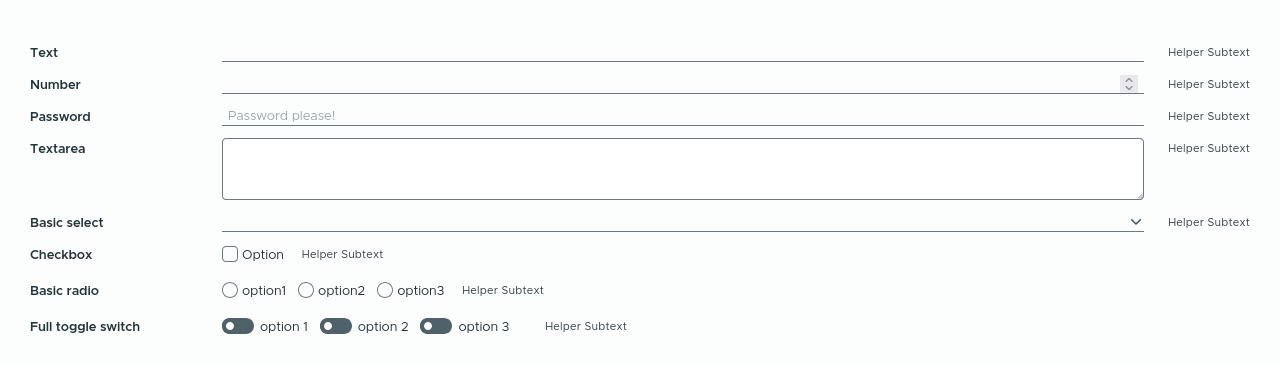 Text Helper Subtext
Number Helper Subtext
Password Password please! Helper Subtext
Textarea Helper Subtext
Basic select Helper Subtext
Checkbox Option Helper Subtext
Basic radio option1 option2 option3 Helper Subtext
Full toggle switch option 1 option 2 option 3 Helper Subtext